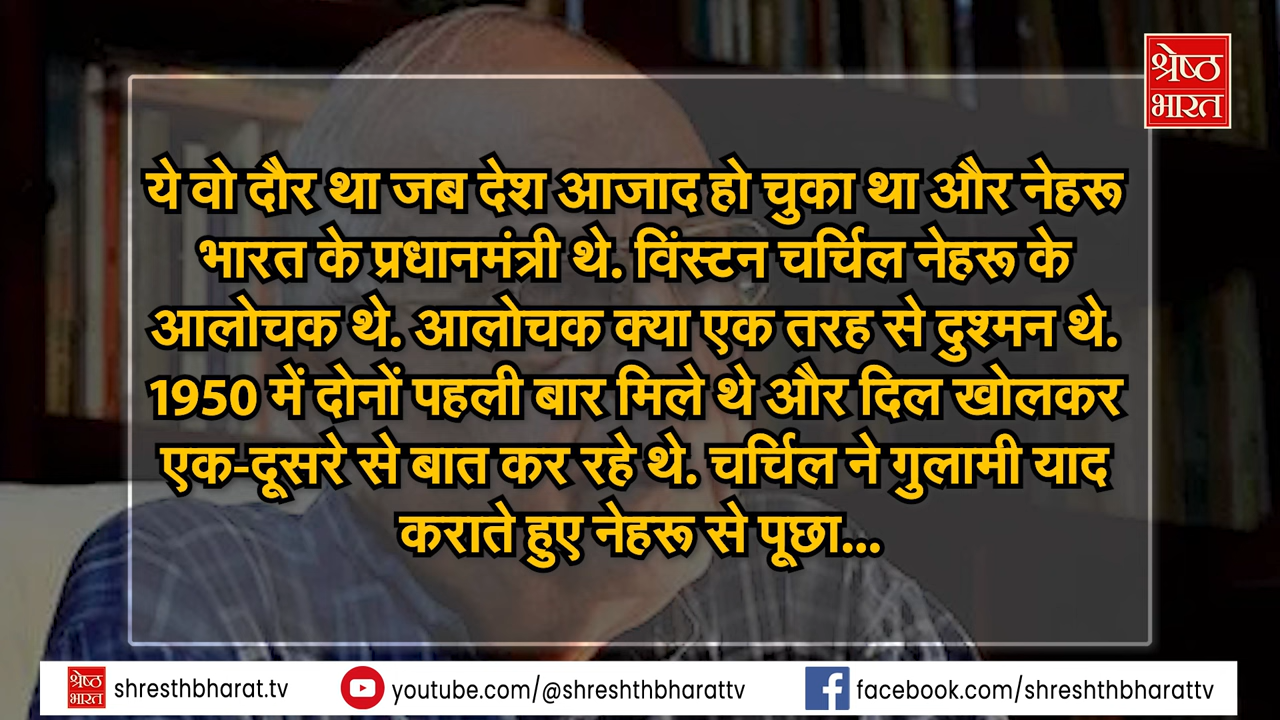 श्रेष्ठ
भारत
ये वो दौर था जब देश आजाद हो चुका था और नेहरू
भारत के प्रधानमंत्री थे. विंस्टन चर्चिल नेहरू के
आलोचक थे. आलोचक क्या एक तरह से दुश्मन थे.
1950 में दोनों पहली बार मिले थे और दिल खोलकर
एक-दूसरे से बात कर रहे थे. चर्चिल ने गुलामी याद
कराते हुए नेहरू से पूछा...
श्रेष्ठ
भारत
shresthbharat.tv
youtube.com/@shreshthbharattv
facebook.com/shreshthbharattv